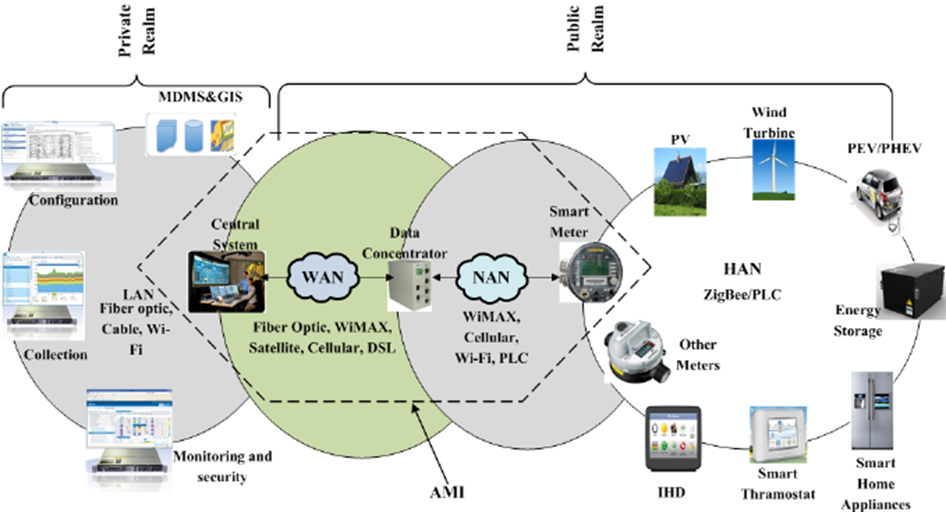 Private
Realm
Public
Realm
MDMS&GIS
Configuration
Collection
LAN
Fiber optic,
Cable, Wi-
Fi
Monitoring and
security
Central
System
WAN
Fiber Optic, WiMAX,
Satellite, Cellular, DSL
Data
Concentrator
NAN
WiMAX,
Cellular,
Wi-Fi, PLC
Smart
Meter
AMI
PV
Wind
Turbine
PEV/PHEV
HAN
ZigBee/PLC
Energy
Storage
Other
Meters
IHD
Smart
Thramostat
Smart
Home
Appliances